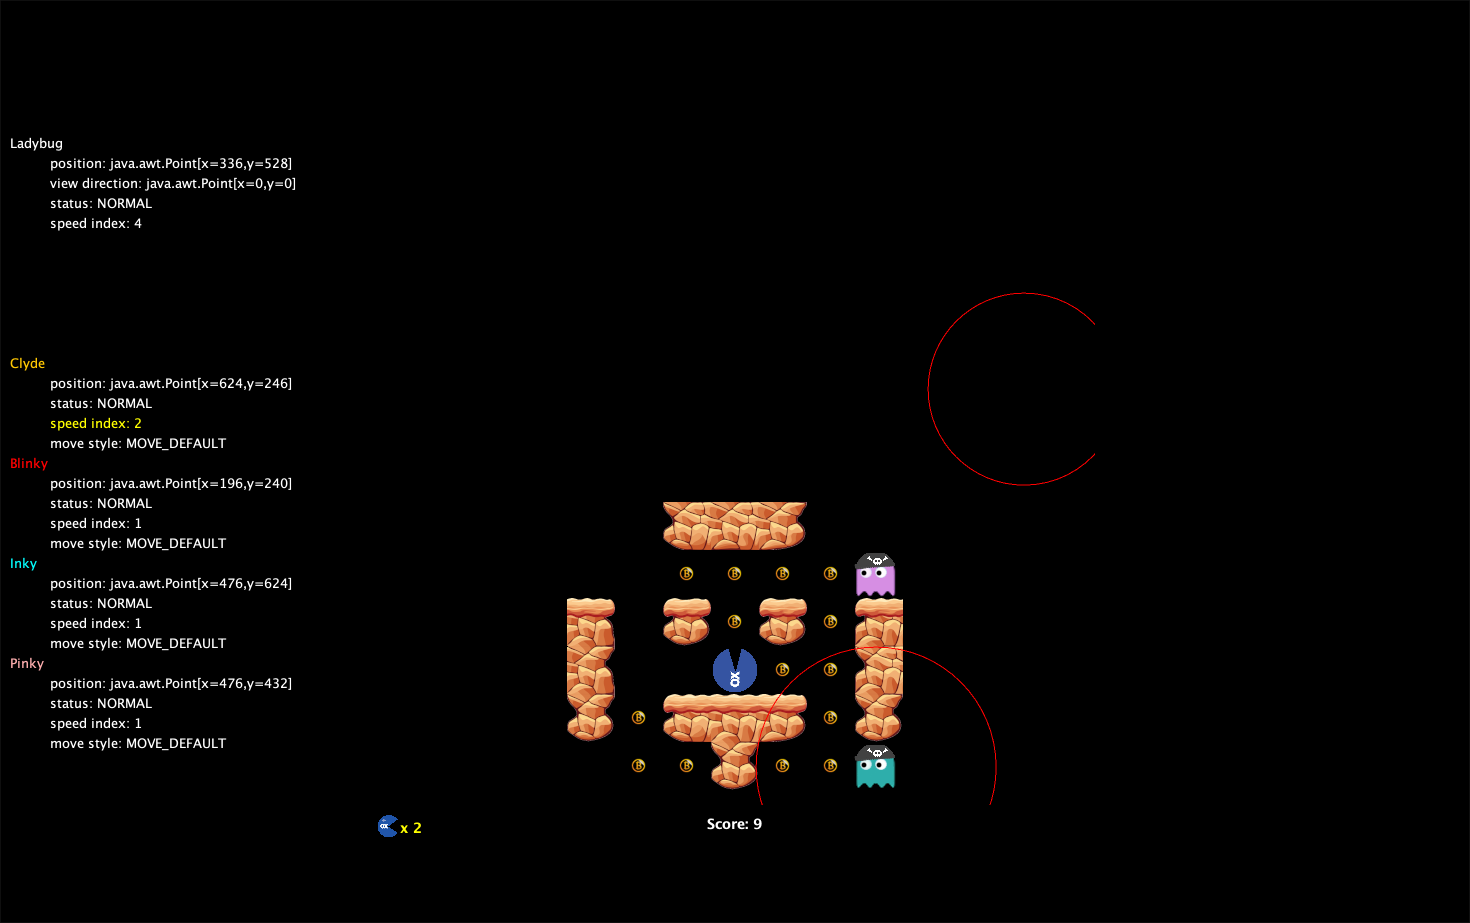 Ladybug
position: java.awt.Point[x=336,y=528]
view direction: java.awt.Point[x=0,y=0]
status: NORMAL
speed index: 4
Clyde
position: java.awt.Point[x=624,y=246]
status: NORMAL
speed index: 2
move style: MOVE_DEFAULT
Blinky
position: java.awt.Point[x=196,y=240]
status: NORMAL
speed index: 1
move style: MOVE_DEFAULT
Inky
position: java.awt.Point[x=476,y=624]
status: NORMAL
speed index: 1
move style: MOVE_DEFAULT
Pinky
position: java.awt.Point[x=476,y=432]
status: NORMAL
speed index: 1
move style: MOVE_DEFAULT
x 2
Score: 9